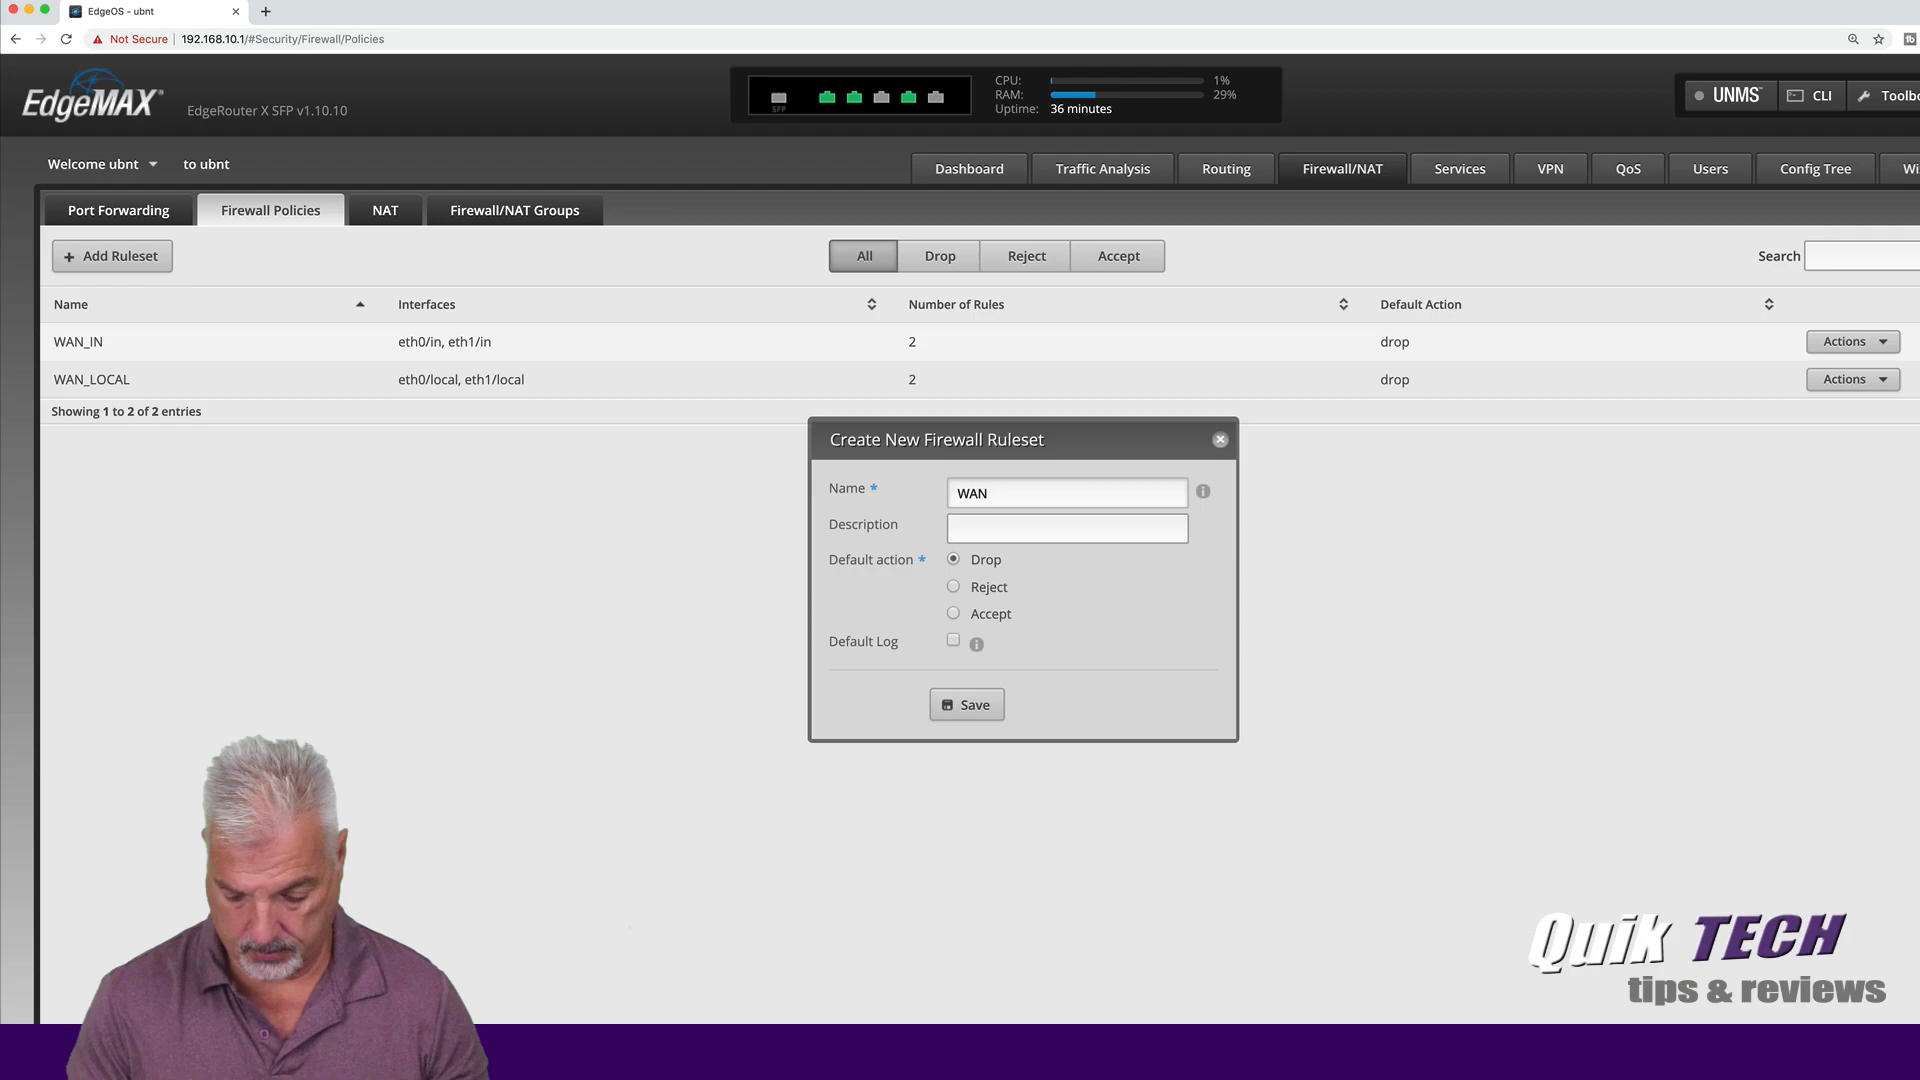 EdgeOS - ubnt
Not Secure 192.168.10.1/#Security/Firewall/Policies
EdgeMAX
EdgeRouter X SFP v1.10.10
SFP
CPU: 1%
RAM: 29%
Uptime: 36 minutes
UNMS
CLI
Toolbo
Welcome ubnt
to ubnt
Dashboard
Traffic Analysis
Routing
Firewall/NAT
Services
VPN
QoS
Users
Config Tree
Wi
Port Forwarding
Firewall Policies
NAT
Firewall/NAT Groups
+ Add Ruleset
All
Drop
Reject
Accept
Search
Name Interfaces Number of Rules Default Action
WAN_IN eth0/in, eth1/in 2 drop Actions
WAN_LOCAL eth0/local, eth1/local 2 drop Actions
Showing 1 to 2 of 2 entries
Create New Firewall Ruleset
Name * WAN
Description
Default action * Drop
Reject
Accept
Default Log
Save
Quik TECH
tips & reviews